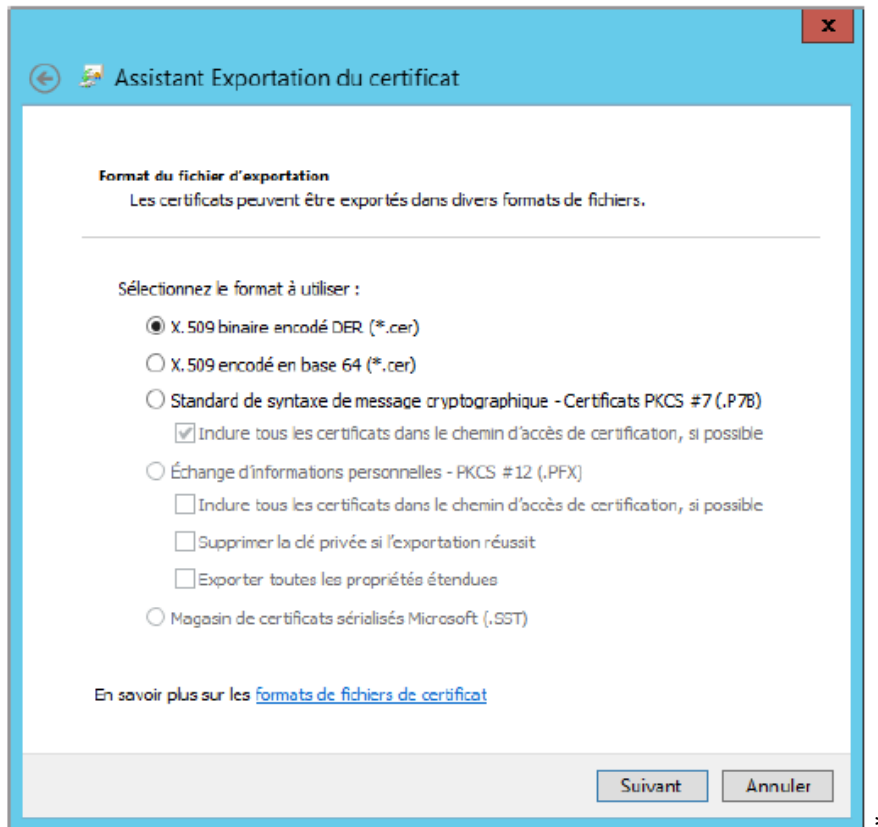 x
Assistant Exportation du certificat
Format du fichier d'exportation
Les certificats peuvent être exportés dans divers formats de fichiers.
Sélectionnez le format à utiliser :
X.509 binaire encodé DER (*.cer)
X.509 encodé en base 64 (*.cer)
Standard de syntaxe de message cryptographique - Certificats PKCS #7 (.P7B)
Inclure tous les certificats dans le chemin d'accès de certification, si possible
Échange d'informations personnelles - PKCS #12 (.PFX)
Inclure tous les certificats dans le chemin d'accès de certification, si possible
Supprimer la clé privée si l'exportation réussit
Exporter toutes les propriétés étendues
Magasin de certificats sérialisés Microsoft (.SST)
En savoir plus sur les formats de fichiers de certificat
Suivant Annuler